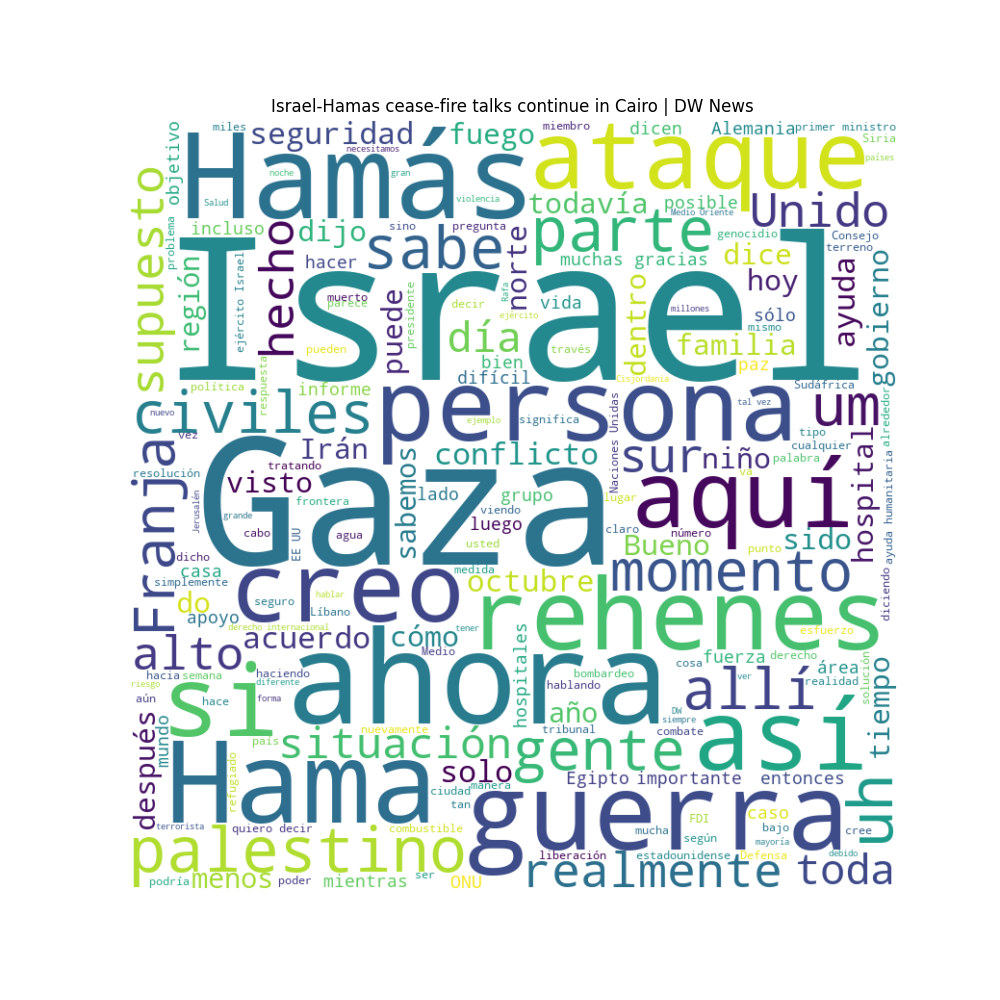 Israel-Hamas cease-fire talks continue in Cairo | DW News
miles
seguridad
fuego
miembro
dicen
Alemania
primer ministro
Siria
objetivo
Hamás
necesitamos
ataque
países
noche
gran
supuesto
Salud
violencia
todavía
posible
Medio Oriente
Unido
problema
incluso
hecho
dijo
sabe
sino
pregunta
parte
genocidio
Consejo
terreno
región
ejército Israel
hacer
norte
muchas gracias
dice
hoy
ayuda
gobierno
Israel
muerto
parece
puede
presidente
decir
Rafa
ejército
vida
dentro
millones
sólo
mismo
pueden
día
través
familia
paz
bien
difícil
Cisjordania
política
respuesta
informe
persona
Sudáfrica
tal vez
um
alrededor
nuevo
civiles
ejemplo
significa
Naciones Unidas
tipo
cualquier
Franja
vez
Irán
conflicto
sur
niño
palabra
hospital
ayuda humanitaria
resolución
tratando
visto
sabemos
lado
grupo
lugar
va
aquí
Jerusalén
Gaza
frontera
viendo
grande
cabo
agua
EE UU
luego
claro
número
usted
Bueno
punto
sido
dicho
casa
simplemente
creo
medida
octubre
momento
diciendo
do
seguro
hablar
Líbano
rehenes
apoyo
derecho internacional
esfuerzo
alto
acuerdo
cómo
tener
Medio
hospitales
ahora
cosa
fuerza
derecho
área
solución
tiempo
hacia
semana
haciendo
bombardeo
ver
realidad
riesgo
si
diferente
hablando
allí
aún
hace
forma
año
DW
siempre
después
mundo
país
situación
nuevamente
tribunal
gente
combate
así
refugiado
Hama
solo
manera
Egipto
importante
entonces
uh
ciudad
tan
guerra
FDI
caso
terrorista
quiero decir
combustible
mucha
según
bajo
mayoría
cree
palestino
liberación
estadounidense
Defensa
debido
podría
menos
poder
mientras
ser
ONU
realmente
toda